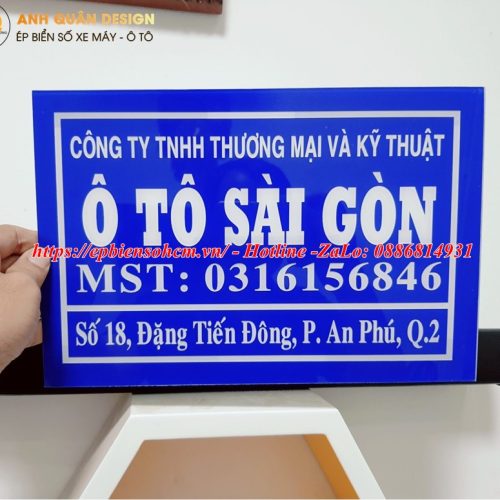 ANH QUÂN DESIGN
ÉP BIỂN SỐ XE MÁY - Ô TÔ
CÔNG TY TNHH THƯƠNG MẠI VÀ KỸ THUẬT
Ô TÔ SÀI GÒN
https://epbiensohcm.vn/ - Hotline -ZaLo: 0886814931
MST: 0316156846
Số 18, Đặng Tiến Đông, P. An Phú, Q.2